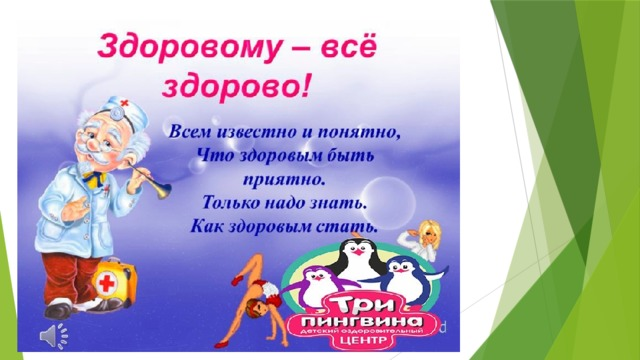 Здоровому – всё
здорово!
Всем известно и понятно,
Что здоровым быть
приятно.
Только надо знать.
Как здоровым стать.
Три
пингвина
детский оздоровительный
ЦЕНТР
d